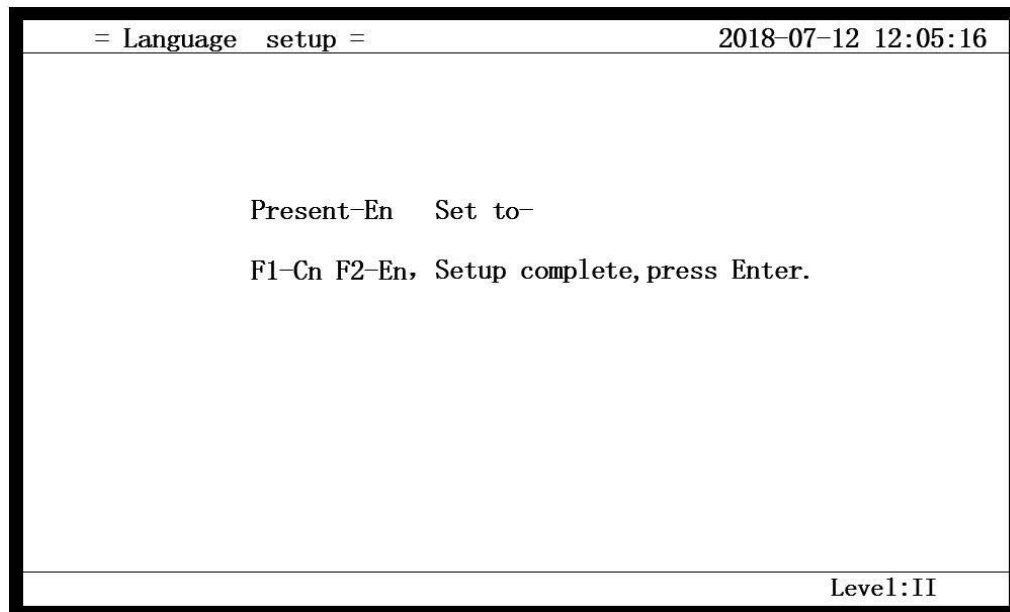 = Language setup = 2018-07-12 12:05:16
Present-En Set to-
F1-Cn F2-En, Setup complete,press Enter.
Level:II